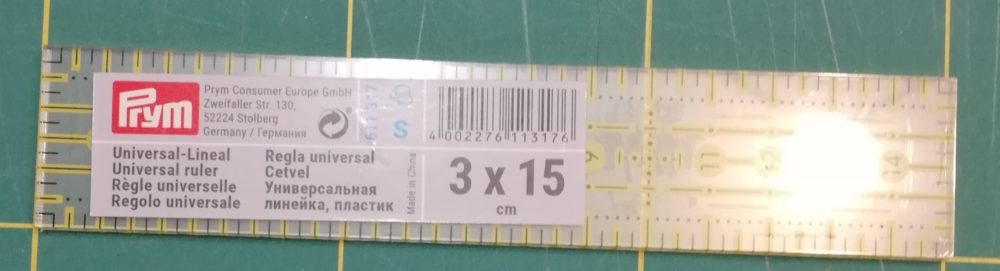 Prym
Prym Consumer Europe GmbH
Zweifaller Str. 130,
52224 Stolberg
Germany / Германия
611317
S
4 002276 113176
Universal-Lineal
Universal ruler
Règle universelle
Regolo universale
Regla universal
Cetvel
Универсальная
линейка, пластик
Made in China
3 x 15
cm
9
11
12
14